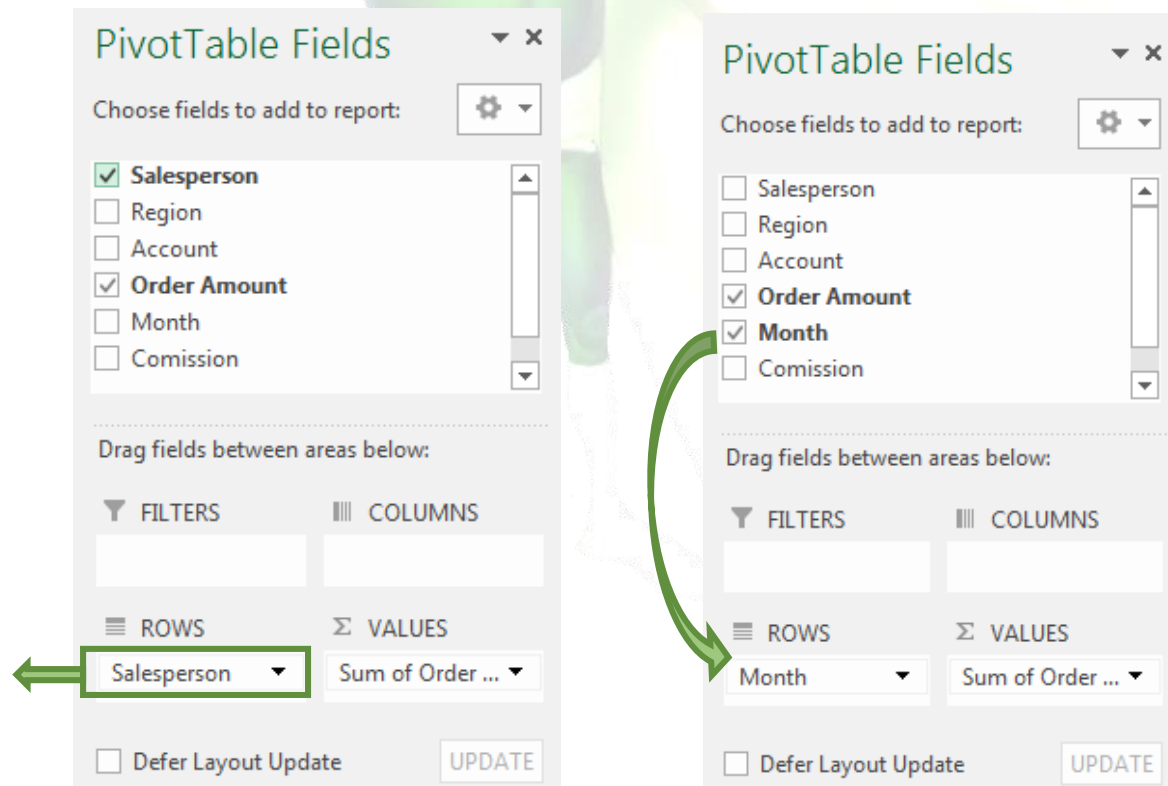 PivotTable Fields
Choose fields to add to report:
Salesperson
Region
Account
Order Amount
Month
Comission
Drag fields between areas below:
FILTERS
COLUMNS
ROWS
Σ VALUES
Salesperson
Sum of Order ...
Defer Layout Update
UPDATE
PivotTable Fields
Choose fields to add to report:
Salesperson
Region
Account
Order Amount
Month
Comission
Drag fields between areas below:
FILTERS
COLUMNS
ROWS
Σ VALUES
Month
Sum of Order ...
Defer Layout Update
UPDATE